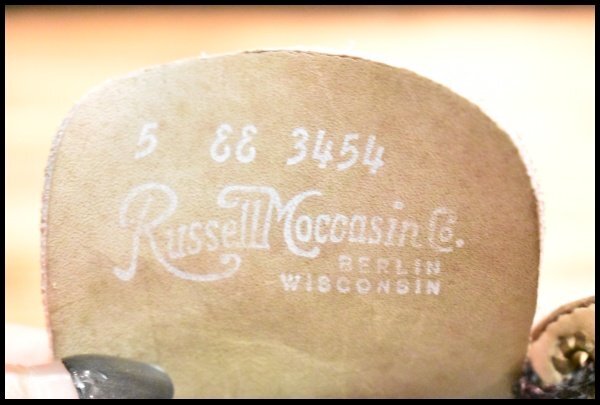 5 EE 3454
Russell Moccasin Co.
BERLIN
WISCONSIN